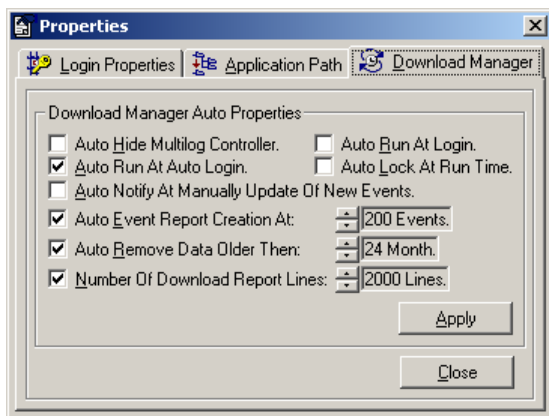 Properties
Login Properties Application Path Download Manager
Download Manager Auto Properties
Auto Hide Multilog Controller. Auto Run At Login.
Auto Run At Auto Login. Auto Lock At Run Time.
Auto Notify At Manually Update Of New Events.
Auto Event Report Creation At: 200 Events.
Auto Remove Data Older Then: 24 Month.
Number Of Download Report Lines: 2000 Lines.
Apply
Close